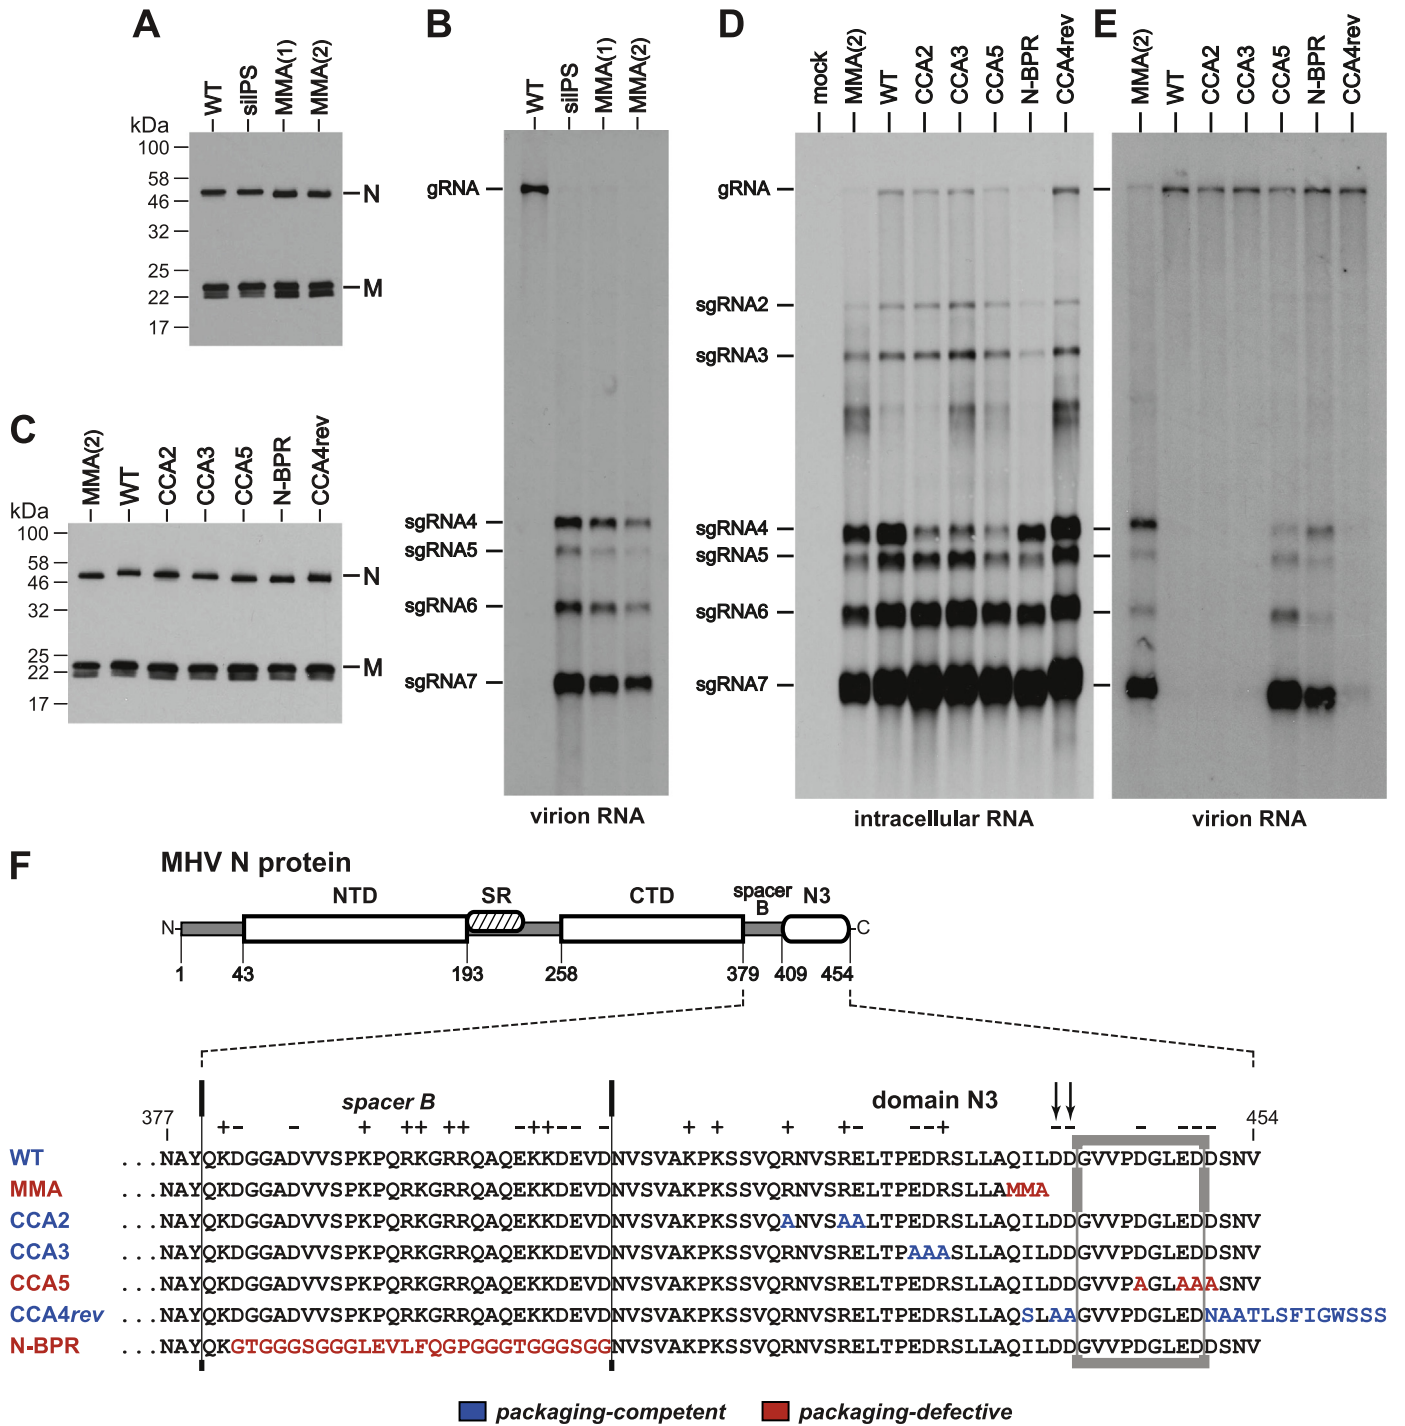 A
WT
silPS
MMA(1)
MMA(2)
kDa
100
58
46
32
25
22
17
N
M
B
WT
silPS
MMA(1)
MMA(2)
gRNA
sgRNA4
sgRNA5
sgRNA6
sgRNA7
virion RNA
C
MMA(2)
WT
CCA2
CCA3
CCA5
N-BPR
CCA4rev
kDa
100
58
46
32
25
22
17
N
M
D
mock
MMA(2)
WT
CCA2
CCA3
CCA5
N-BPR
CCA4rev
gRNA
sgRNA2
sgRNA3
sgRNA4
sgRNA5
sgRNA6
sgRNA7
intracellular RNA
E
MMA(2)
WT
CCA2
CCA3
CCA5
N-BPR
CCA4rev
virion RNA
F
MHV N protein
NTD SR CTD spacer B N3
N C
1 43 193 258 379 409 454
spacer B domain N3
377 454
+ - - + ++ ++ -++-- - + + + +- --+ -- - ---
WT ...NAYQKDGGADVVSPKPQRKGRRQAQEKKDEVDNVSVAKPKSSVQRNVSRELTPEDRSLLAQILDDGVVPDGLEDDSNV
MMA ...NAYQKDGGADVVSPKPQRKGRRQAQEKKDEVDNVSVAKPKSSVQRNVSRELTPEDRSLLAMMA
CCA2 ...NAYQKDGGADVVSPKPQRKGRRQAQEKKDEVDNVSVAKPKSSVQANVSAALTPEDRSLLAQILDDGVVPDGLEDDSNV
CCA3 ...NAYQKDGGADVVSPKPQRKGRRQAQEKKDEVDNVSVAKPKSSVQRNVSRELTPAAASLLAQILDDGVVPDGLEDDSNV
CCA5 ...NAYQKDGGADVVSPKPQRKGRRQAQEKKDEVDNVSVAKPKSSVQRNVSRELTPEDRSLLAQILDDGVVPAGLAAASNV
CCA4rev ...NAYQKDGGADVVSPKPQRKGRRQAQEKKDEVDNVSVAKPKSSVQRNVSRELTPEDRSLLAQSLAAGVVPDGLEDNAATLSFIGWSSS
N-BPR ...NAYQKGTGGGSGGGLEVLFQGPGGGTGGGSGGNVSVAKPKSSVQRNVSRELTPEDRSLLAQILDDGVVPDGLEDDSNV
packaging-competent packaging-defective